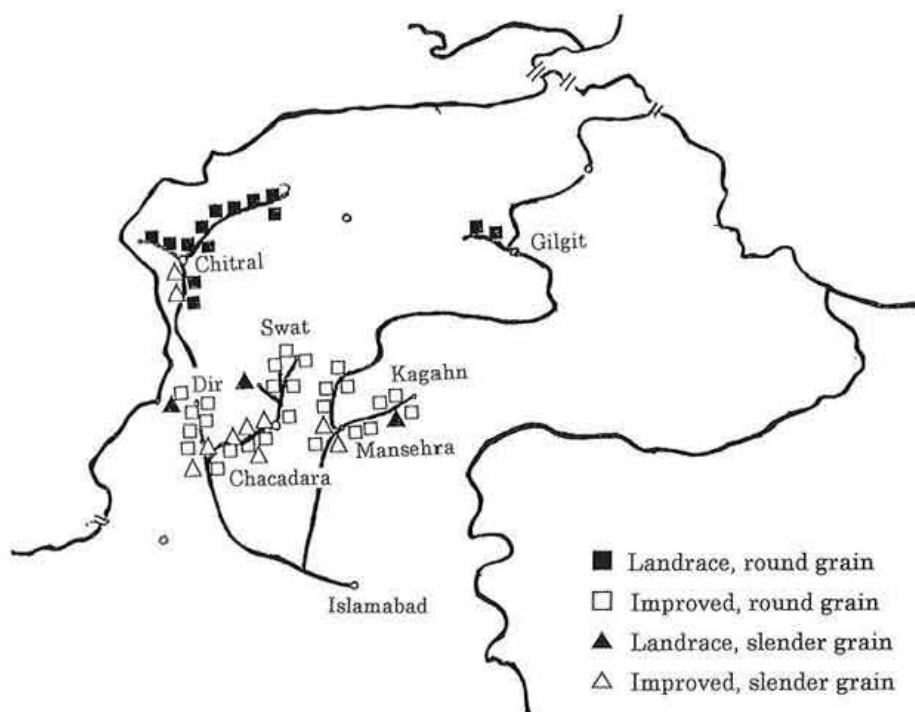 Chitral
Gilgit
Swat
Dir
Kagahn
Mansehra
Chacadara
Islamabad
Landrace, round grain
Improved, round grain
Landrace, slender grain
Improved, slender grain